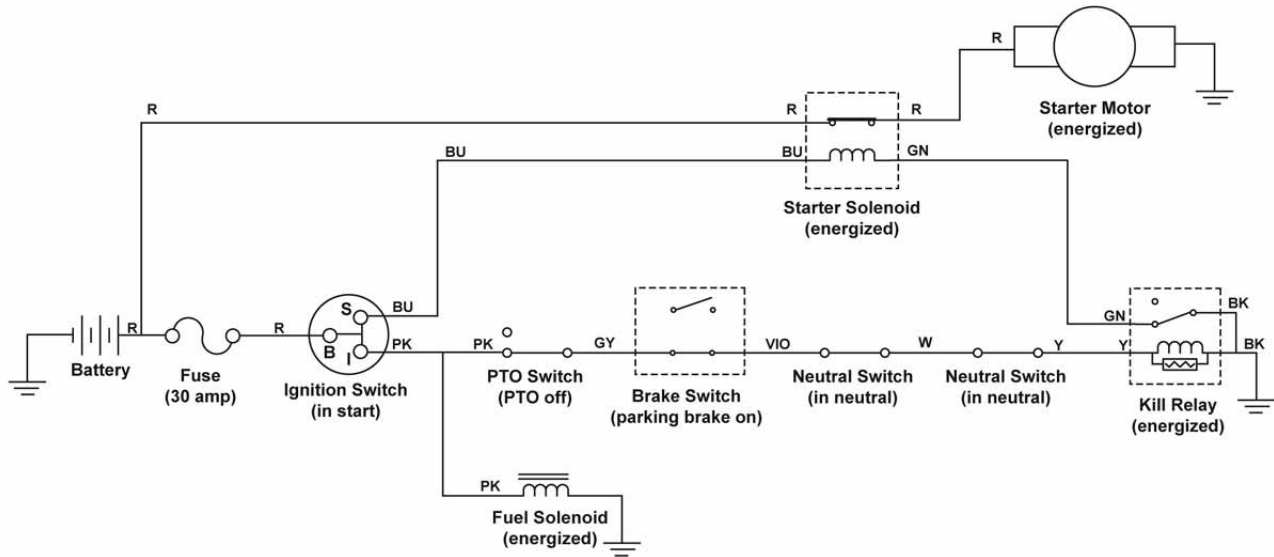 R
Starter Motor
(energized)
R
R
R
BU
BU
GN
Starter Solenoid
(energized)
R
Battery
Fuse
(30 amp)
R
S
B
I
BU
PK
Ignition Switch
(in start)
PK
PTO Switch
(PTO off)
GY
Brake Switch
(parking brake on)
VIO
Neutral Switch
(in neutral)
W
Neutral Switch
(in neutral)
Y
GN
BK
Y
BK
Kill Relay
(energized)
PK
Fuel Solenoid
(energized)